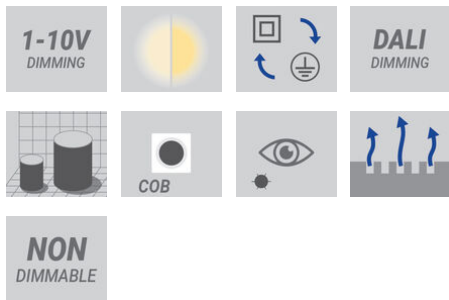 1-10V
DIMMING
DALI
DIMMING
COB
NON
DIMMABLE